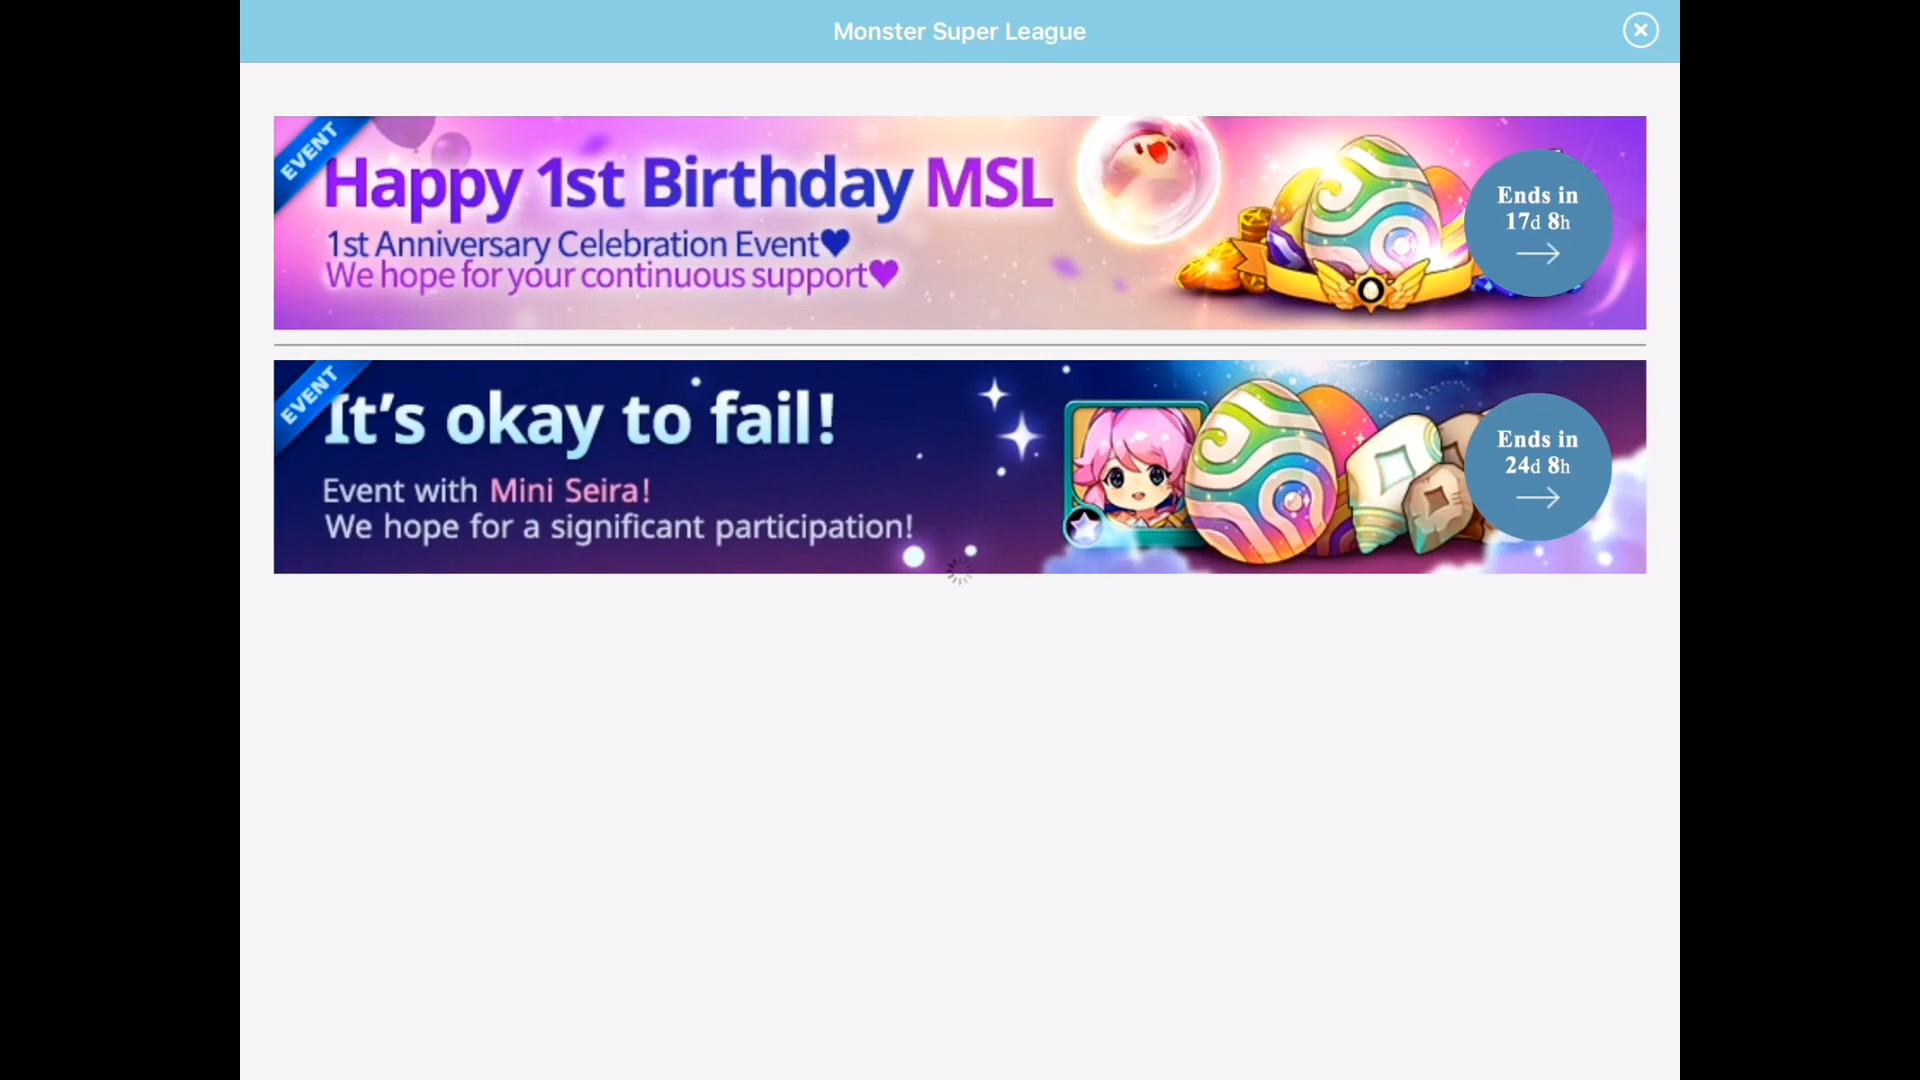 Monster Super League
EVENT
Happy 1st Birthday MSL
1st Anniversary Celebration Event♥
We hope for your continuous support♥
Ends in
17d 8h
EVENT
It's okay to fail!
Event with Mini Seira!
We hope for a significant participation!
Ends in
24d 8h